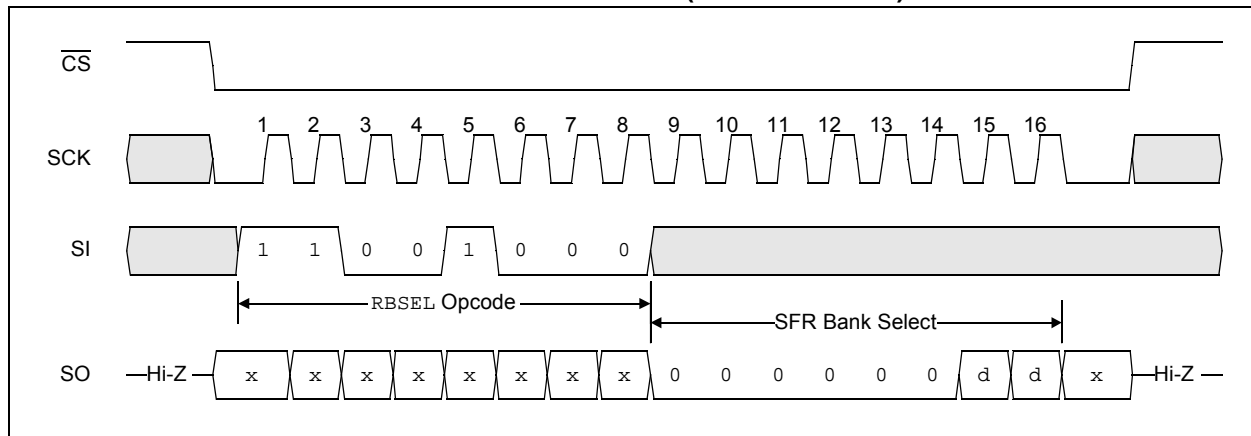 CS
1 2 3 4 5 6 7 8 9 10 11 12 13 14 15 16
SCK
SI 1 1 0 0 1 0 0 0
RBSEL Opcode
SFR Bank Select
SO Hi-Z x x x x x x x x 0 0 0 0 0 0 d d x Hi-Z